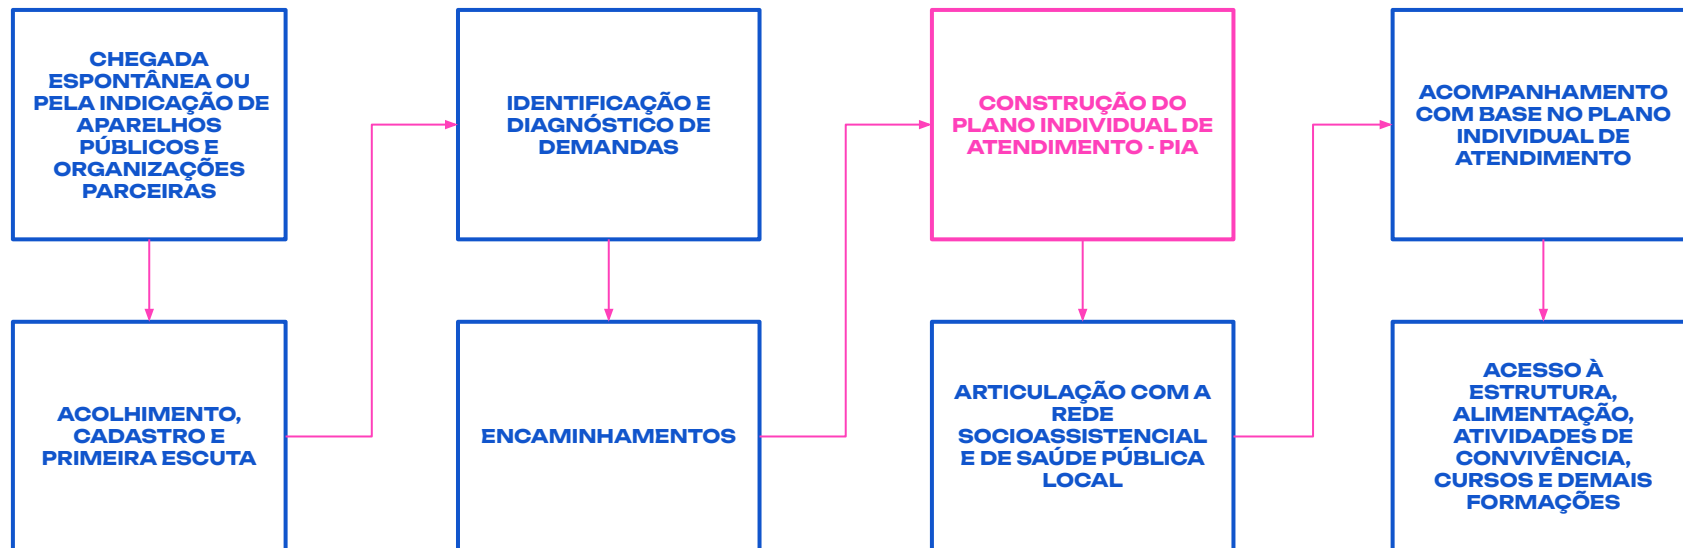 CHEGADA
ESPONTÂNEA OU
PELA INDICAÇÃO DE
APARELHOS
PÚBLICOS E
ORGANIZAÇÕES
PARCEIRAS
ACOLHIMENTO,
CADASTRO E
PRIMEIRA ESCUTA
IDENTIFICAÇÃO E
DIAGNÓSTICO DE
DEMANDAS
ENCAMINHAMENTOS
CONSTRUÇÃO DO
PLANO INDIVIDUAL DE
ATENDIMENTO - PIA
ARTICULAÇÃO COM A
REDE
SOCIOASSISTENCIAL
E DE SAÚDE PÚBLICA
LOCAL
ACOMPANHAMENTO
COM BASE NO PLANO
INDIVIDUAL DE
ATENDIMENTO
ACESSO À
ESTRUTURA,
ALIMENTAÇÃO,
ATIVIDADES DE
CONVIVÊNCIA,
CURSOS E DEMAIS
FORMAÇÕES